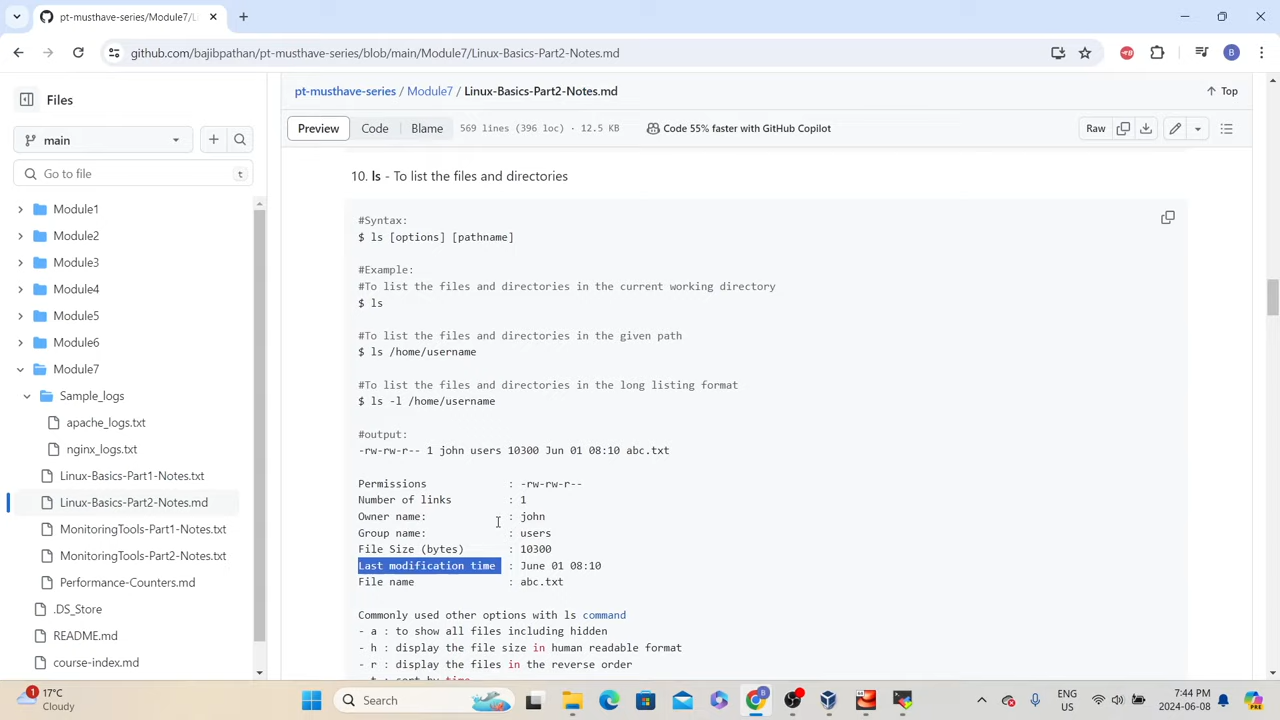 pt-musthave-series/Module7/Li
github.com/bajibpathan/pt-musthave-series/blob/main/Module7/Linux-Basics-Part2-Notes.md
B
Files
main
Go to file
t
Module1
Module2
Module3
Module4
Module5
Module6
Module7
Sample_logs
apache_logs.txt
nginx_logs.txt
Linux-Basics-Part1-Notes.txt
Linux-Basics-Part2-Notes.md
MonitoringTools-Part1-Notes.txt
MonitoringTools-Part2-Notes.txt
Performance-Counters.md
.DS_Store
README.md
course-index.md
pt-musthave-series / Module7 / Linux-Basics-Part2-Notes.md
Top
Preview Code Blame 569 lines (396 loc) · 12.5 KB Code 55% faster with GitHub Copilot
Raw
10. ls - To list the files and directories
#Syntax:
$ ls [options] [pathname]
#Example:
#To list the files and directories in the current working directory
$ ls
#To list the files and directories in the given path
$ ls /home/username
#To list the files and directories in the long listing format
$ ls -l /home/username
#output:
-rw-rw-r-- 1 john users 10300 Jun 01 08:10 abc.txt
Permissions : -rw-rw-r--
Number of links : 1
Owner name: : john
Group name: : users
File Size (bytes) : 10300
Last modification time : June 01 08:10
File name : abc.txt
Commonly used other options with ls command
- a : to show all files including hidden
- h : display the file size in human readable format
- r : display the files in the reverse order
- t : sort by time
1
17°C
Cloudy
Search
ENG
US
7:44 PM
2024-06-08